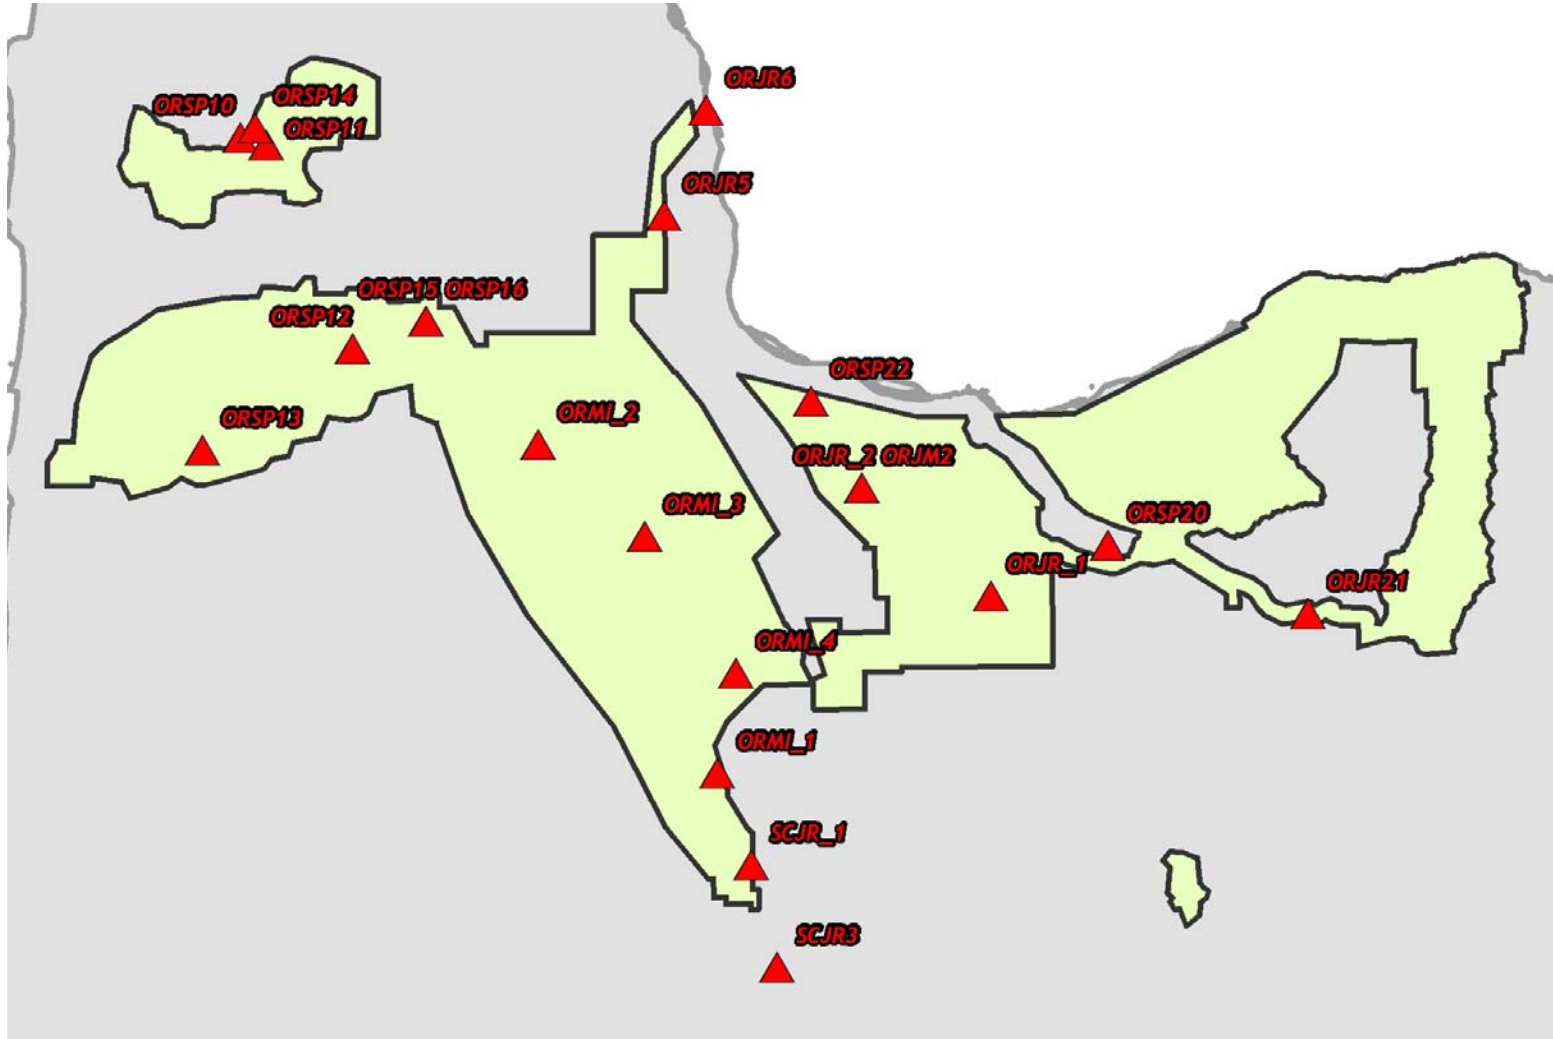 ORJR6
ORSP10 ORSP14
ORSP11
ORJR5
ORSP15 ORSP16
ORSP12
ORSP22
ORSP13
ORMI_2
ORJR_2 ORJM2
ORMI_3
ORSP20
ORJR_1
ORJR21
ORMI_4
ORMI_1
SCJR_1
SCJR3